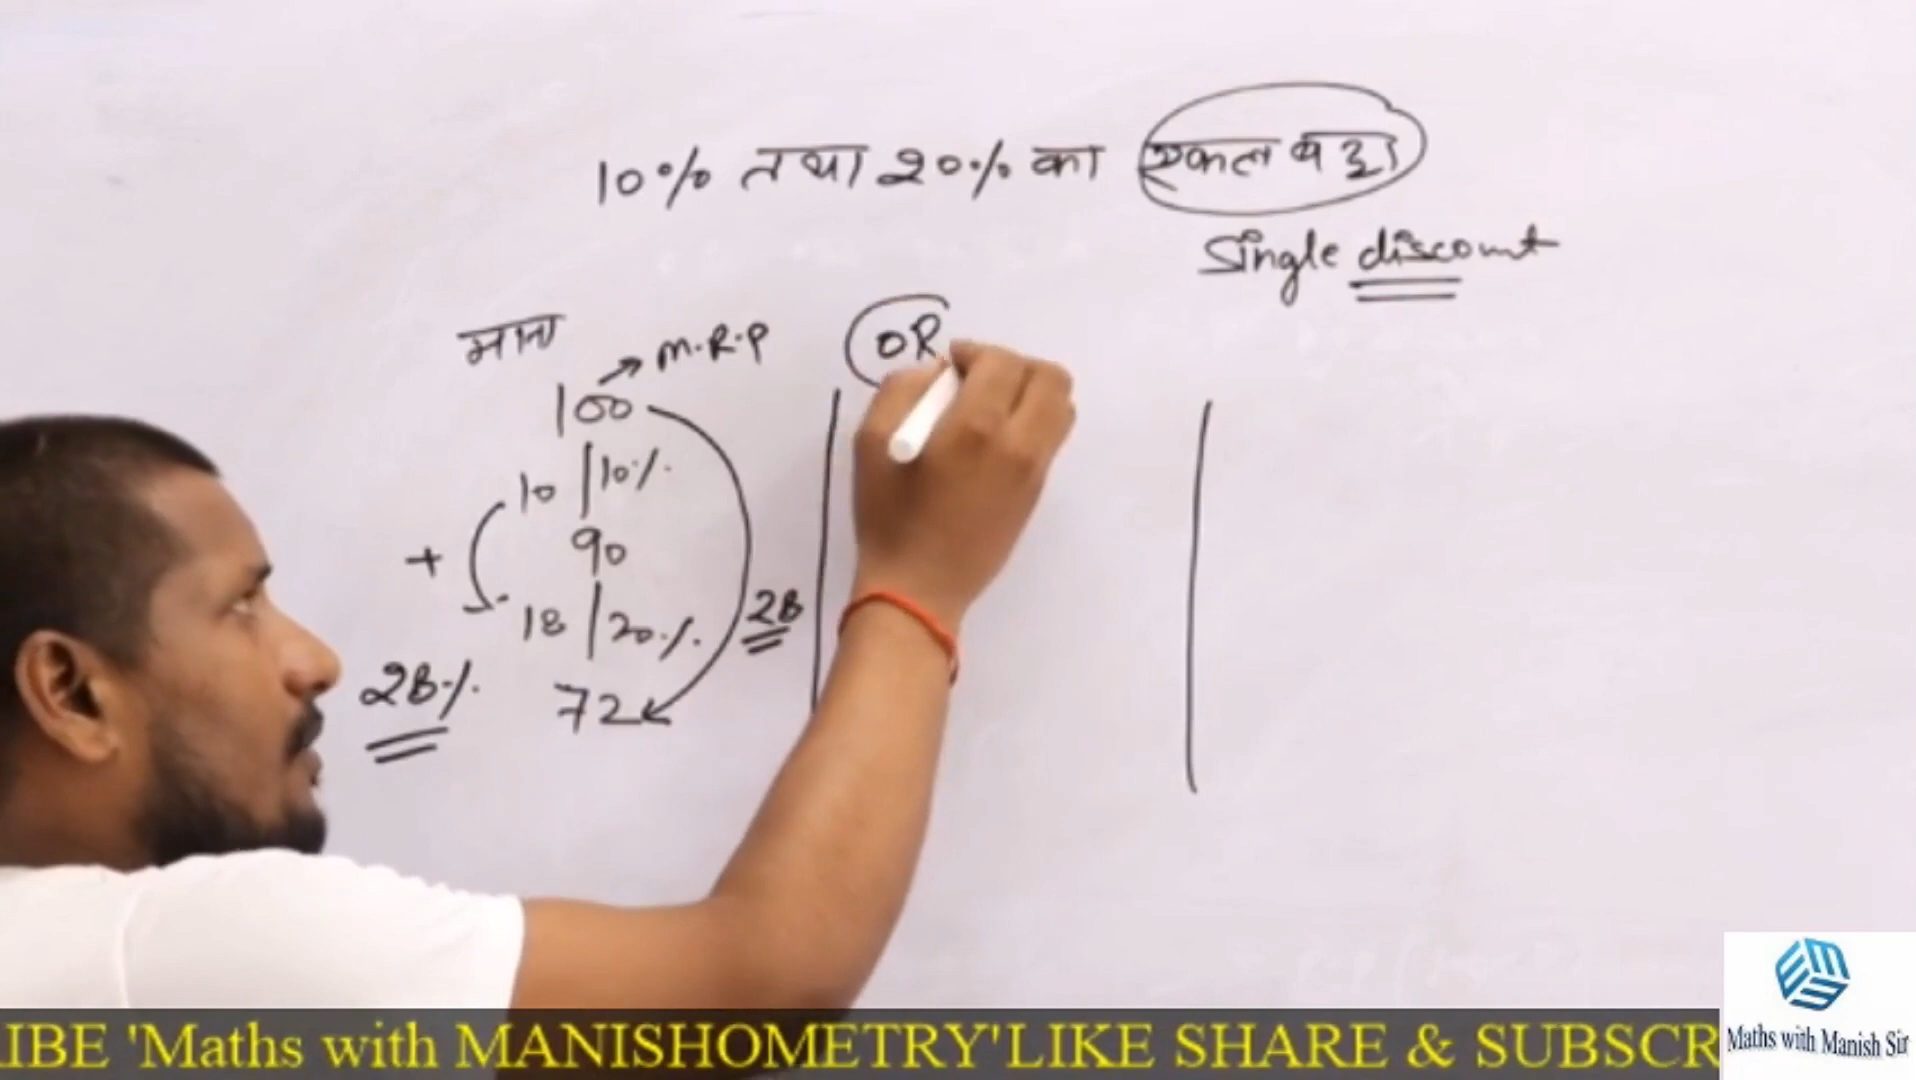 10% तथा 20% का एकल बट्टा
Single discount
माना
100 → M.R.P
10 | 10%
90
+
18 | 20%
72
28%
28
OR
IBE 'Maths with MANISHOMETRY'LIKE SHARE & SUBSCR
Maths with Manish Sir